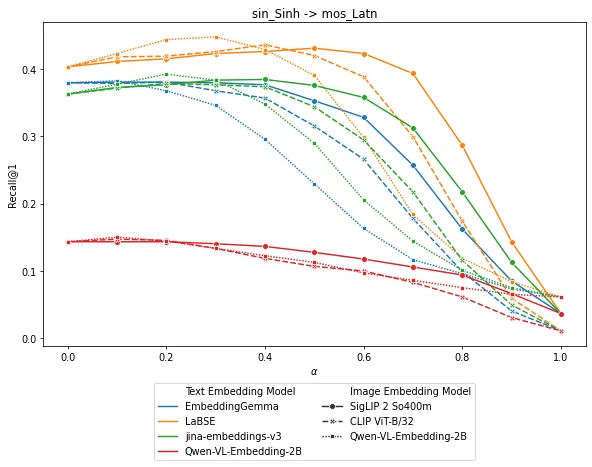 sin_Sinh -> mos_Latn
Recall@1
0.4
0.3
0.2
0.1
0.0
0.0 0.2 0.4 0.6 0.8 1.0
α
Text Embedding Model Image Embedding Model
EmbeddingGemma SigLIP 2 So400m
LaBSE CLIP ViT-B/32
jina-embeddings-v3 Qwen-VL-Embedding-2B
Qwen-VL-Embedding-2B